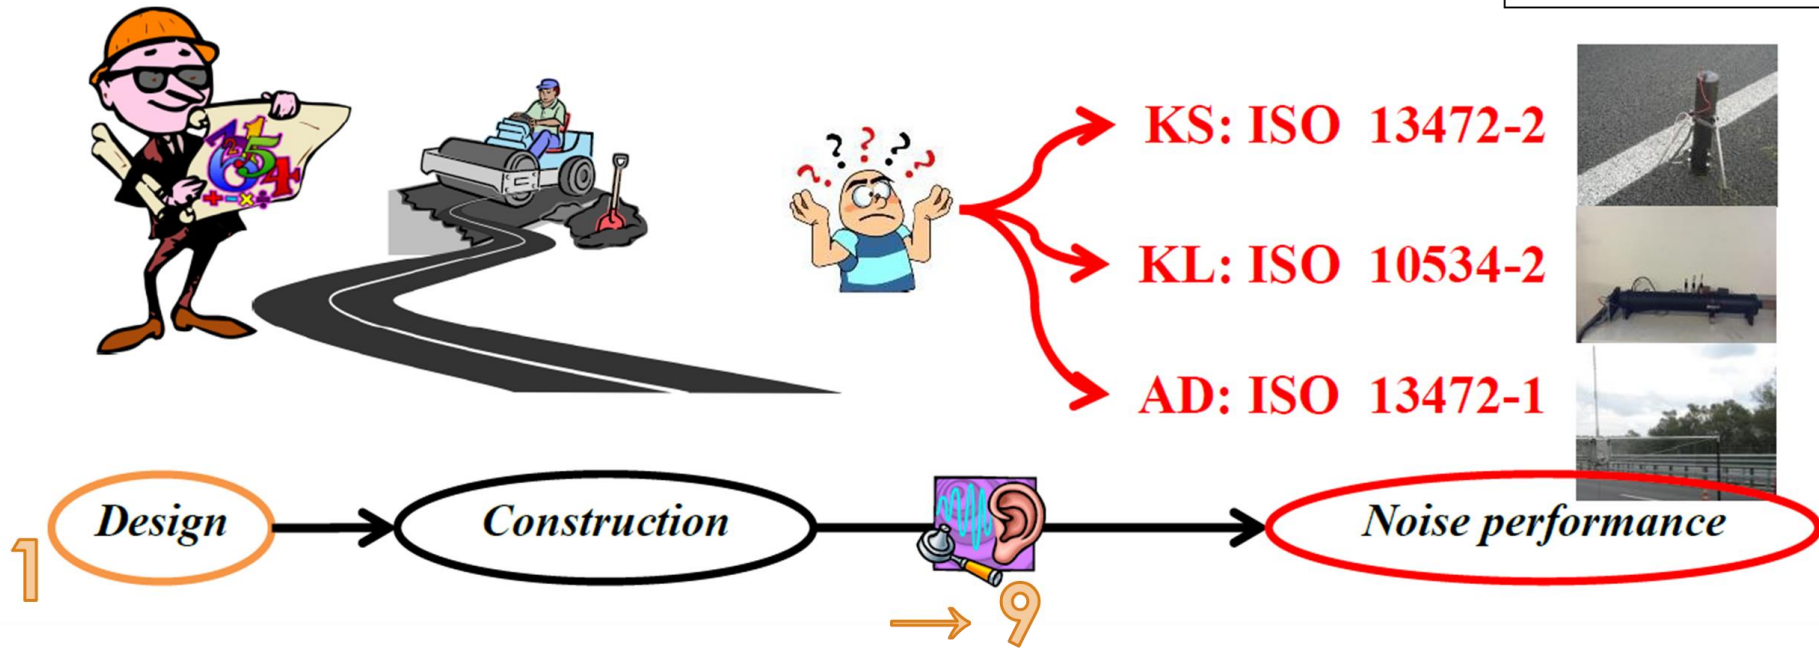 KS: ISO 13472-2
KL: ISO 10534-2
AD: ISO 13472-1
Design
Construction
Noise performance
1
→ 9